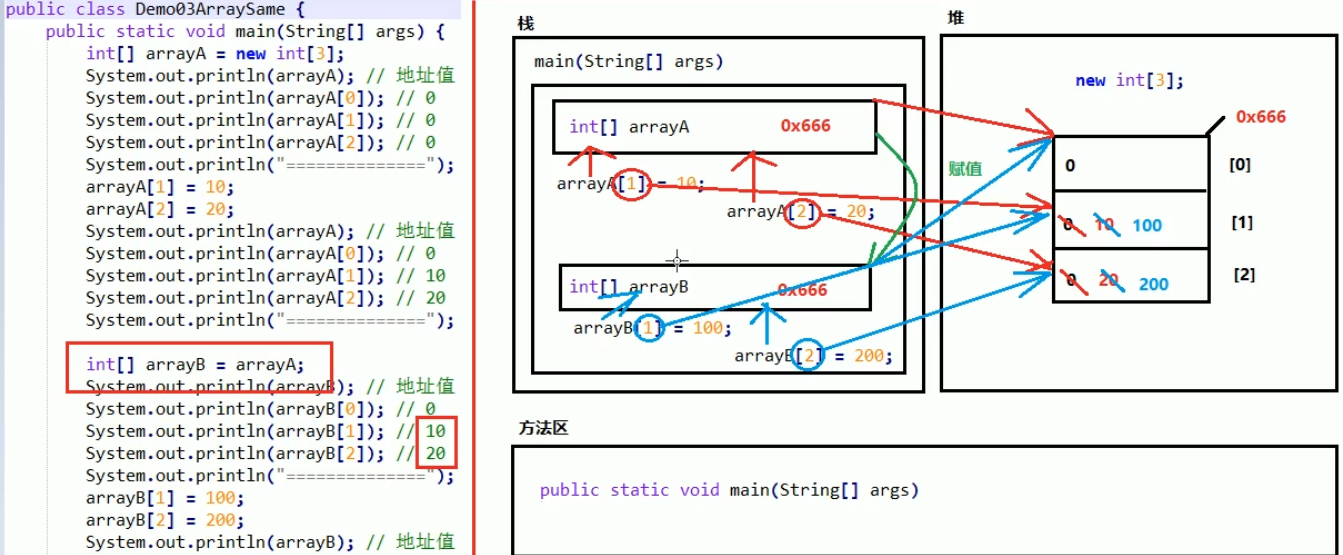 public class Demo03ArraySame {
public static void main(String[] args) {
int[] arrayA = new int[3];
System.out.println(arrayA); // 地址值
System.out.println(arrayA[0]); // 0
System.out.println(arrayA[1]); // 0
System.out.println(arrayA[2]); // 0
System.out.println("==============");
arrayA[1] = 10;
arrayA[2] = 20;
System.out.println(arrayA); // 地址值
System.out.println(arrayA[0]); // 0
System.out.println(arrayA[1]); // 10
System.out.println(arrayA[2]); // 20
System.out.println("==============");
int[] arrayB = arrayA;
System.out.println(arrayB); // 地址值
System.out.println(arrayB[0]); // 0
System.out.println(arrayB[1]); // 10
System.out.println(arrayB[2]); // 20
System.out.println("==============");
arrayB[1] = 100;
arrayB[2] = 200;
System.out.println(arrayB); // 地址值
栈
main(String[] args)
int[] arrayA 0x666
arrayA[1] = 10;
arrayA[2] = 20;
int[] arrayB 0x666
arrayB[1] = 100;
arrayB[2] = 200;
赋值
堆
new int[3];
0x666
0 [0]
0 10 100 [1]
0 20 200 [2]
方法区
public static void main(String[] args)